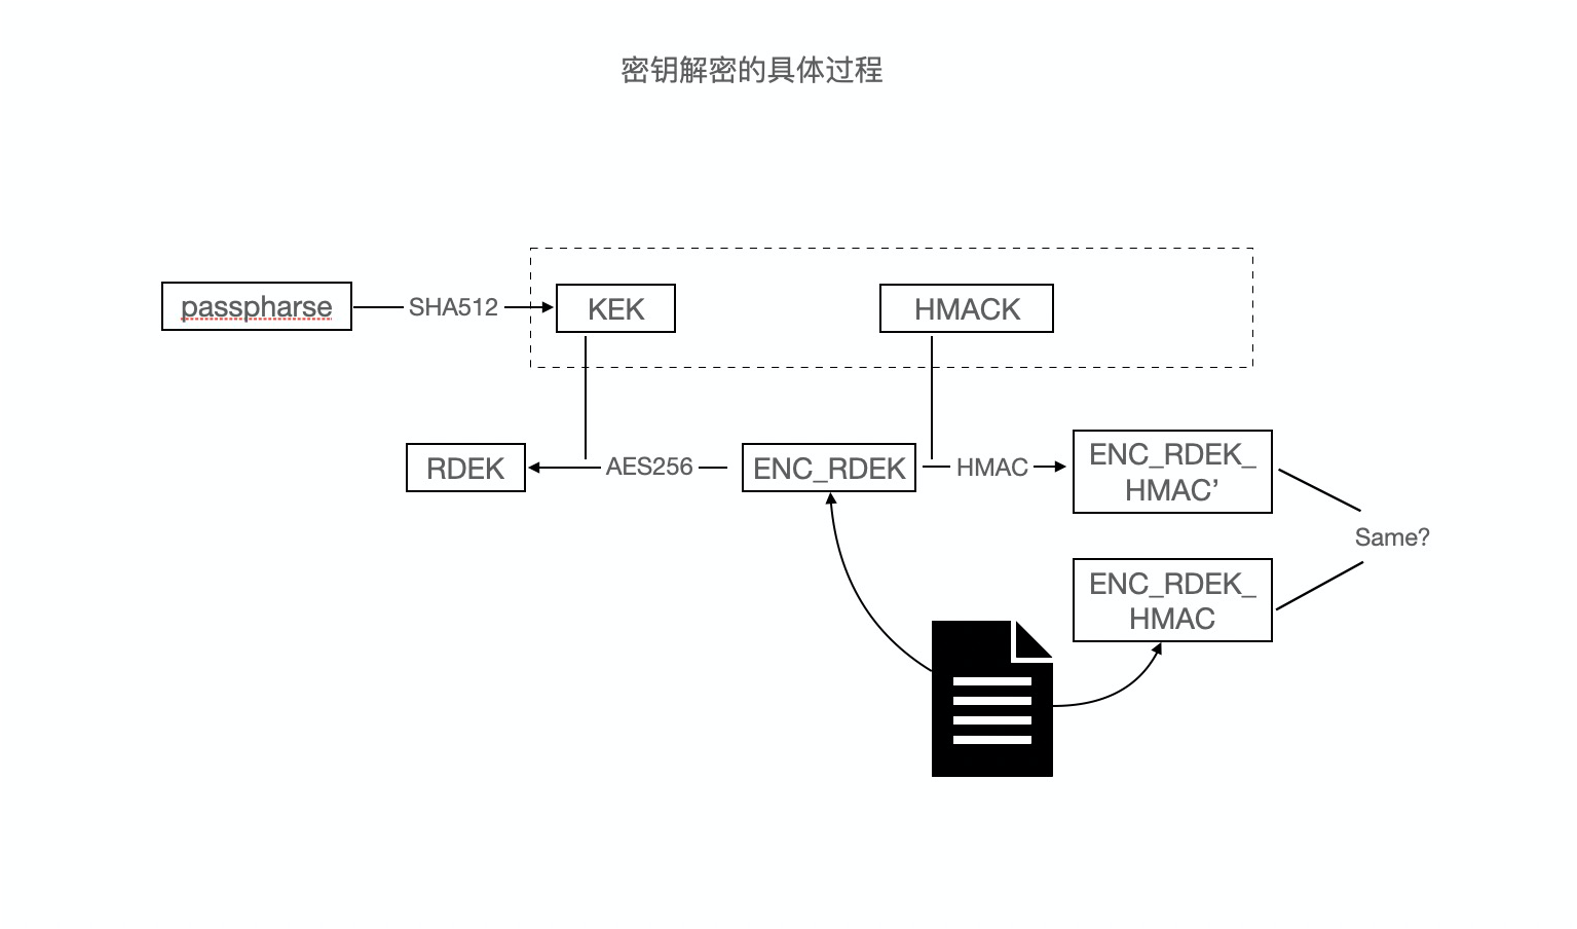 密钥解密的具体过程
passpharse
SHA512
KEK
HMACK
RDEK
AES256
ENC_RDEK
HMAC
ENC_RDEK_
HMAC’
Same?
ENC_RDEK_
HMAC